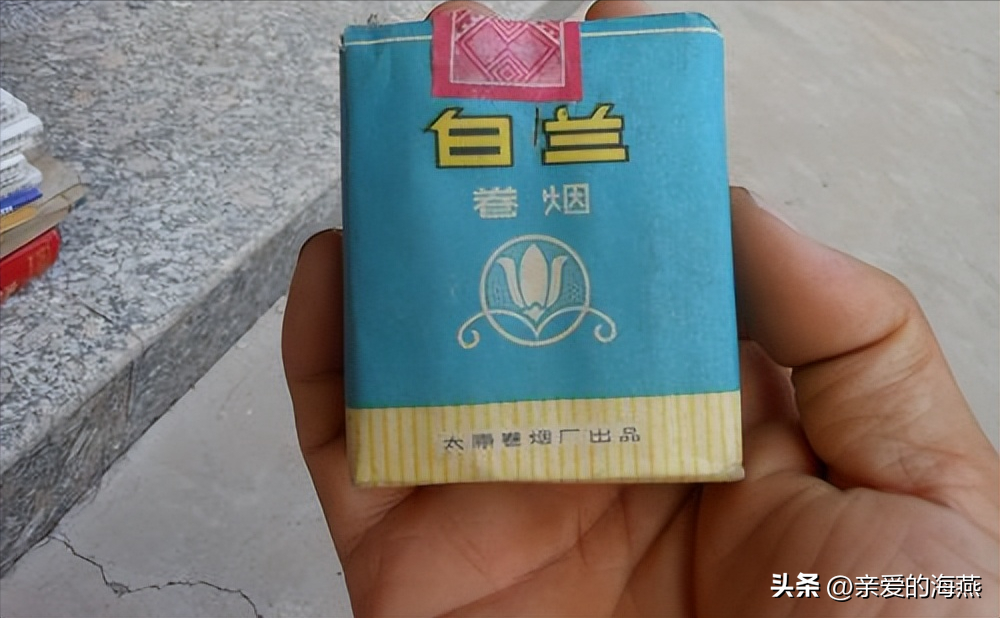 白兰
卷烟
太原卷烟厂出品
头条 @亲爱的海燕